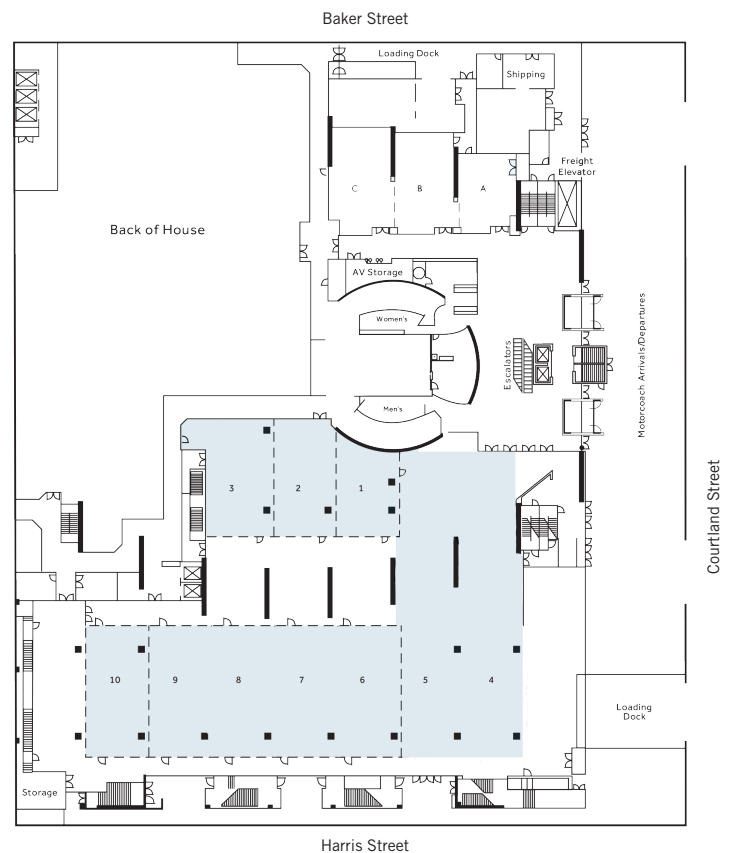 Baker Street
Loading Dock
Shipping
Freight
Elevator
C
B
A
Back of House
AV Storage
Women's
Escalators
Motorcoach Arrivals/Departures
Men's
3
2
1
Courtland Street
10
9
8
7
6
5
4
Loading
Dock
Storage
Harris Street